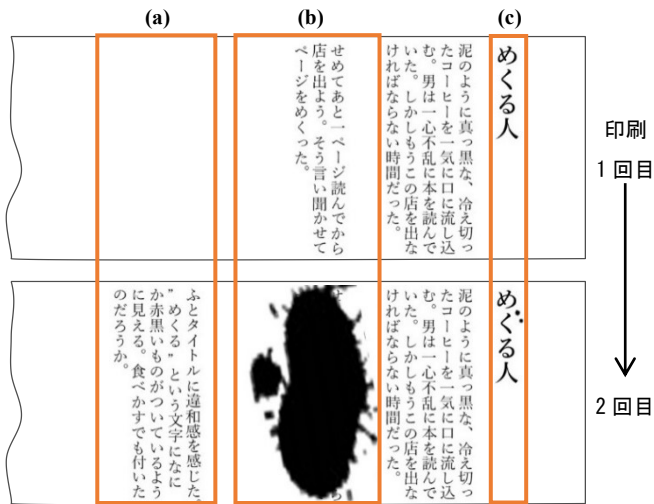 (a)
(b)
(c)
めくる人
泥のように真っ黒な、冷え切っ
たコーヒーを一気に口に流し込
む。男は一心不乱に本を読んで
いた。しかしもうこの店を出な
ければならない時間だった。
せめてあと一ページ読んでから
店を出よう。そう言い聞かせて
ページをめくった。
印刷
1回目
めぐる人
泥のように真っ黒な、冷え切っ
たコーヒーを一気に口に流し込
む。男は一心不乱に本を読んで
いた。しかしもうこの店を出な
ければならない時間だった。
ふとタイトルに違和感を感じた。
”めくる”という文字になに
か赤黒いものがついているよう
に見える。食べかすでも付いた
のだろうか。
2回目